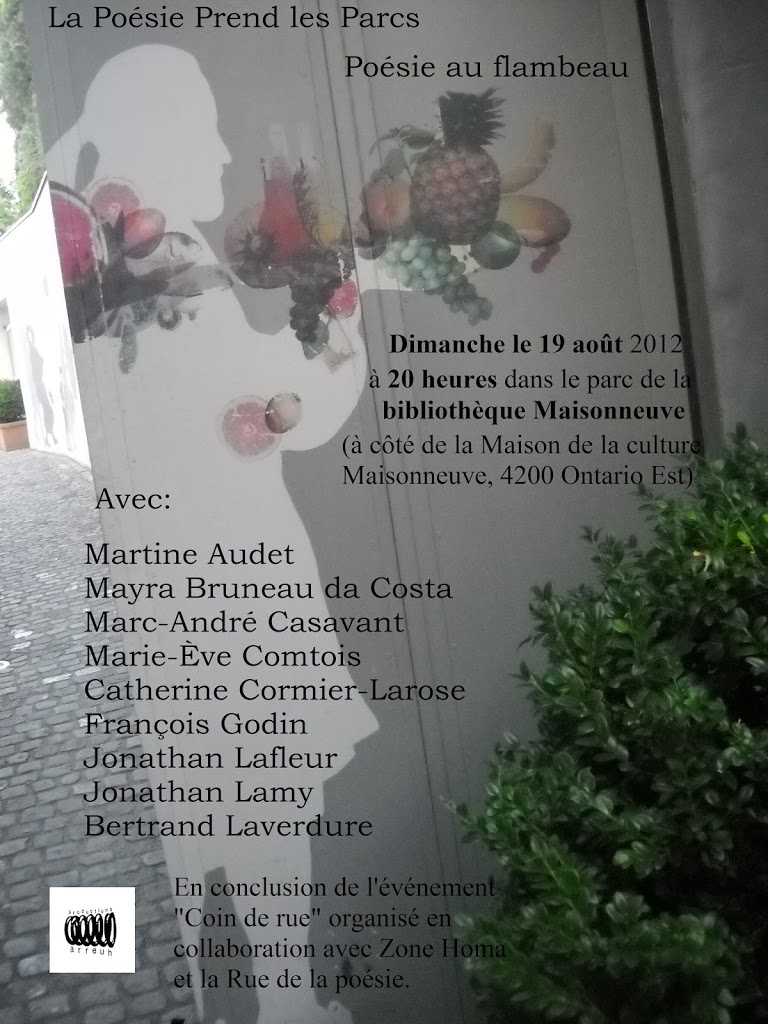 La Poésie Prend les Parcs
Poésie au flambeau
Dimanche le 19 août 2012
à 20 heures dans le parc de la
bibliothèque Maisonneuve
(à côté de la Maison de la culture
Maisonneuve, 4200 Ontario Est)
Avec:
Martine Audet
Mayra Bruneau da Costa
Marc-André Casavant
Marie-Ève Comtois
Catherine Cormier-Larose
François Godin
Jonathan Lafleur
Jonathan Lamy
Bertrand Laverdure
En conclusion de l'événement
"Coin de rue" organisé en
collaboration avec Zone Homa
et la Rue de la poésie.
Productions
arreuh